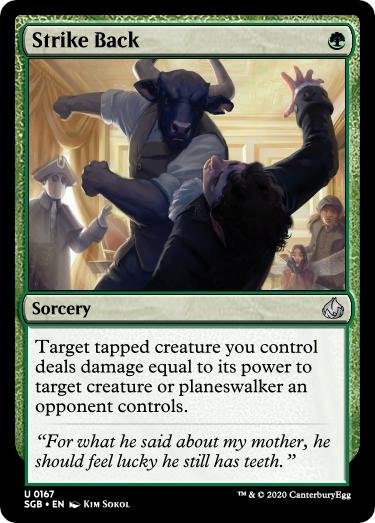 Strike Back
Sorcery
Target tapped creature you control
deals damage equal to its power to
target creature or planeswalker an
opponent controls.
“For what he said about my mother, he
should feel lucky he still has teeth.”
U 0167
SGB • EN Kim Sokol
™ & © 2020 CanterburyEgg